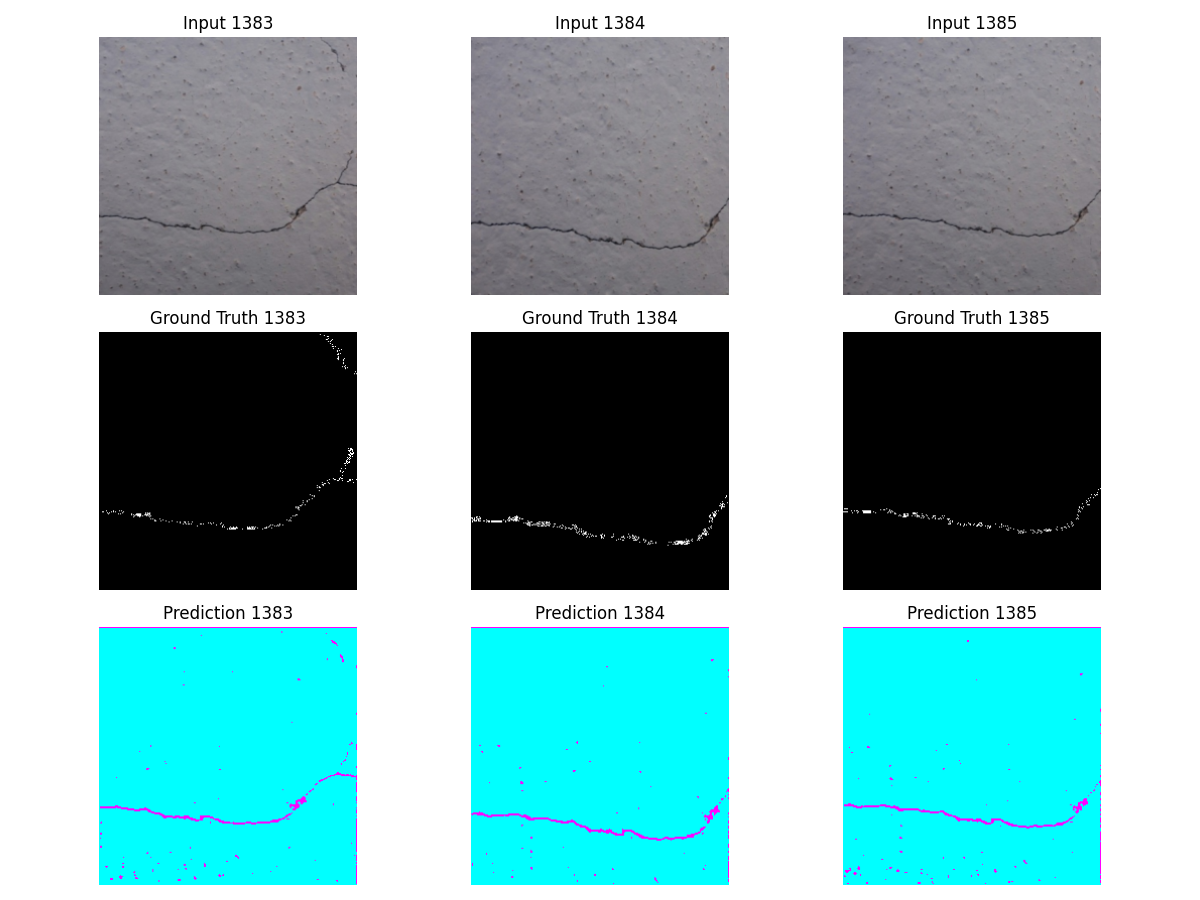 Input 1383
Input 1384
Input 1385
Ground Truth 1383
Ground Truth 1384
Ground Truth 1385
Prediction 1383
Prediction 1384
Prediction 1385